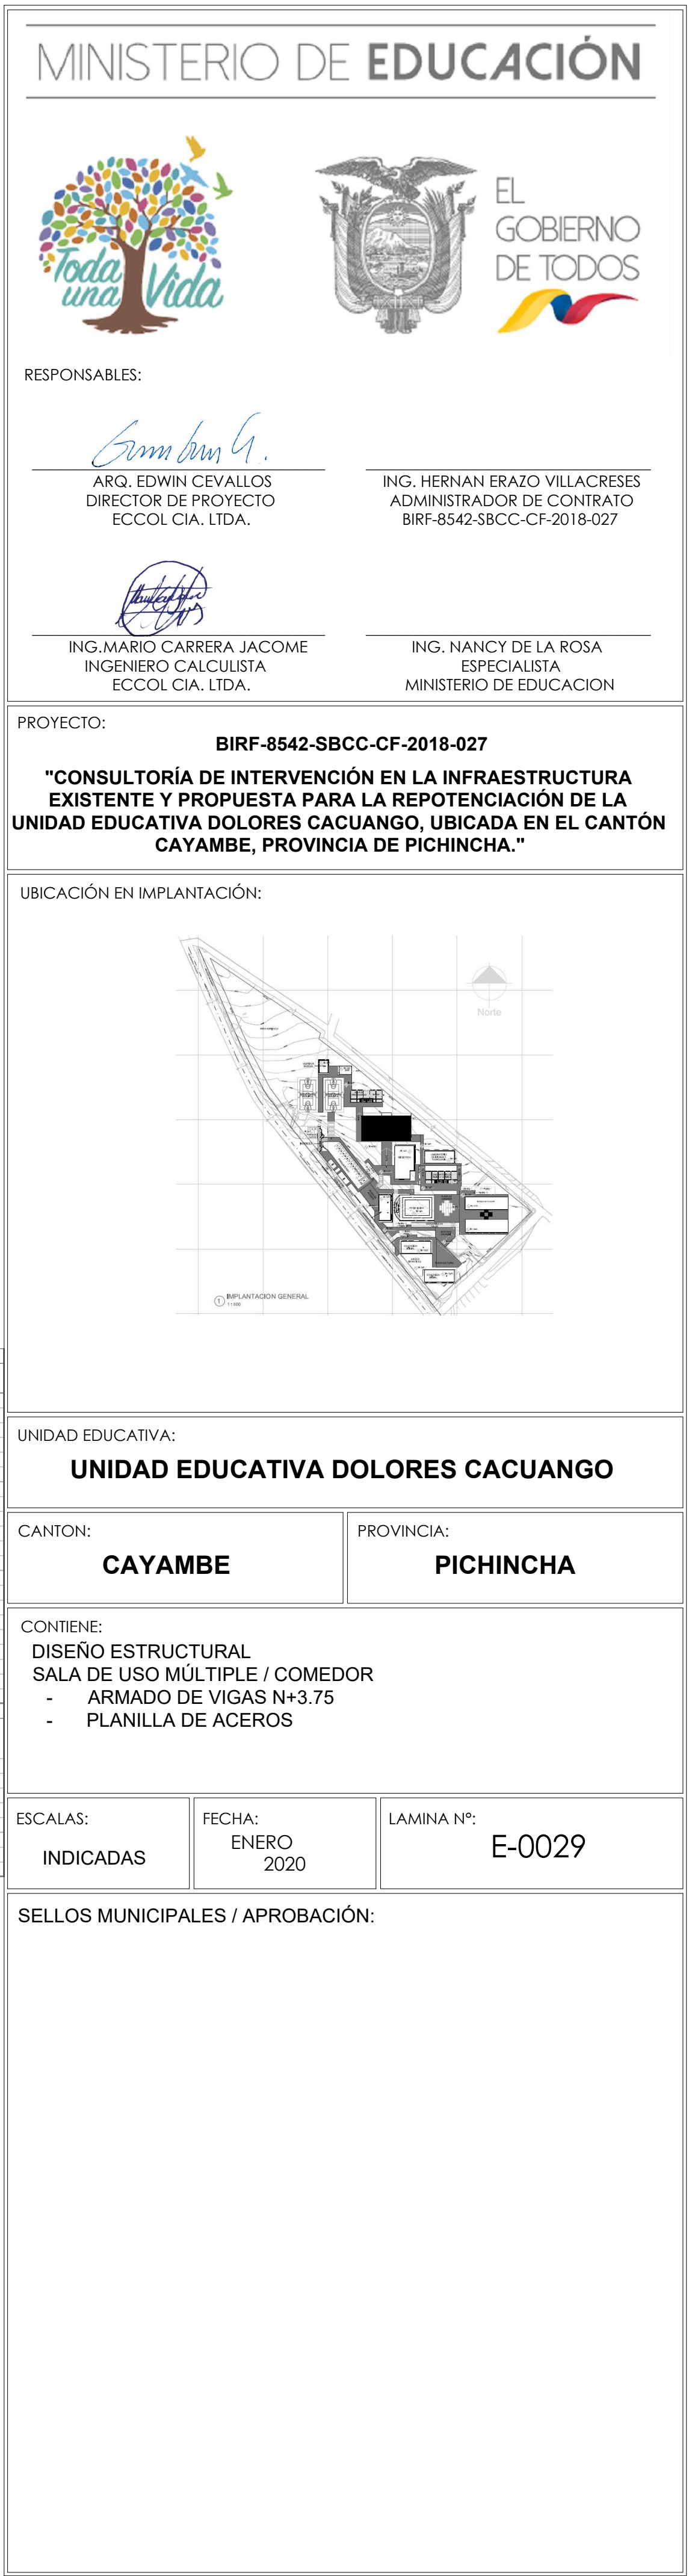 MINISTERIO DE EDUCACIÓN
Toda
una Vida
EL
GOBIERNO
DE TODOS
RESPONSABLES:
ARQ. EDWIN CEVALLOS
DIRECTOR DE PROYECTO
ECCOL CIA. LTDA.
ING. HERNAN ERAZO VILLACRESES
ADMINISTRADOR DE CONTRATO
BIRF-8542-SBCC-CF-2018-027
ING.MARIO CARRERA JACOME
INGENIERO CALCULISTA
ECCOL CIA. LTDA.
ING. NANCY DE LA ROSA
ESPECIALISTA
MINISTERIO DE EDUCACION
PROYECTO:
BIRF-8542-SBCC-CF-2018-027
"CONSULTORÍA DE INTERVENCIÓN EN LA INFRAESTRUCTURA
EXISTENTE Y PROPUESTA PARA LA REPOTENCIACIÓN DE LA
UNIDAD EDUCATIVA DOLORES CACUANGO, UBICADA EN EL CANTÓN
CAYAMBE, PROVINCIA DE PICHINCHA."
UBICACIÓN EN IMPLANTACIÓN:
Norte
1 IMPLANTACION GENERAL
UNIDAD EDUCATIVA:
UNIDAD EDUCATIVA DOLORES CACUANGO
CANTON:
CAYAMBE
PROVINCIA:
PICHINCHA
CONTIENE:
DISEÑO ESTRUCTURAL
SALA DE USO MÚLTIPLE / COMEDOR
- ARMADO DE VIGAS N+3.75
- PLANILLA DE ACEROS
ESCALAS:
INDICADAS
FECHA:
ENERO
2020
LAMINA N°:
E-0029
SELLOS MUNICIPALES / APROBACIÓN: